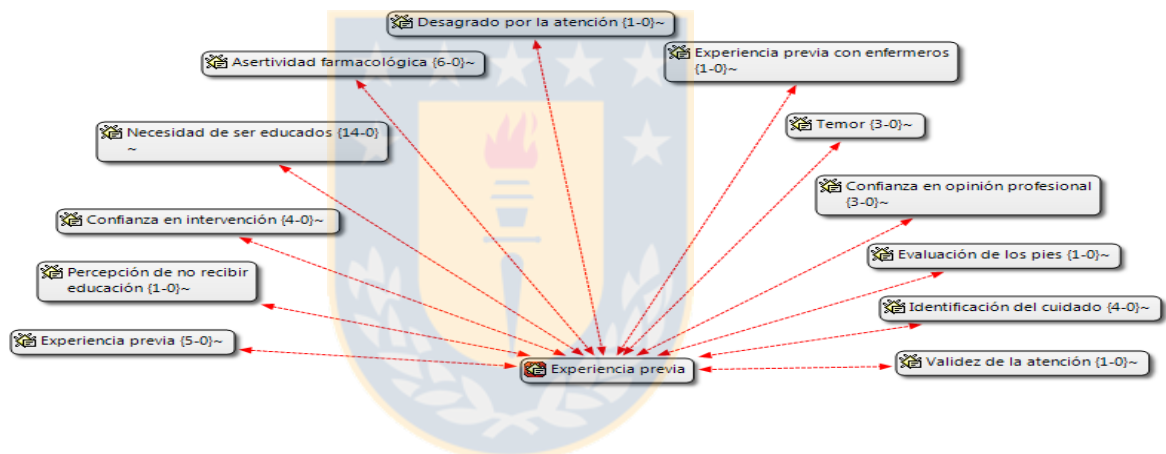 Desagrado por la atención {1-0}~
Asertividad farmacológica {6-0}~
Experiencia previa con enfermeros
{1-0}~
Necesidad de ser educados {14-0}
~
Temor {3-0}~
Confianza en opinión profesional
{3-0}~
Confianza en intervención {4-0}~
Evaluación de los pies {1-0}~
Percepción de no recibir
educación {1-0}~
Identificación del cuidado {4-0}~
Experiencia previa {5-0}~
Validez de la atención {1-0}~
Experiencia previa